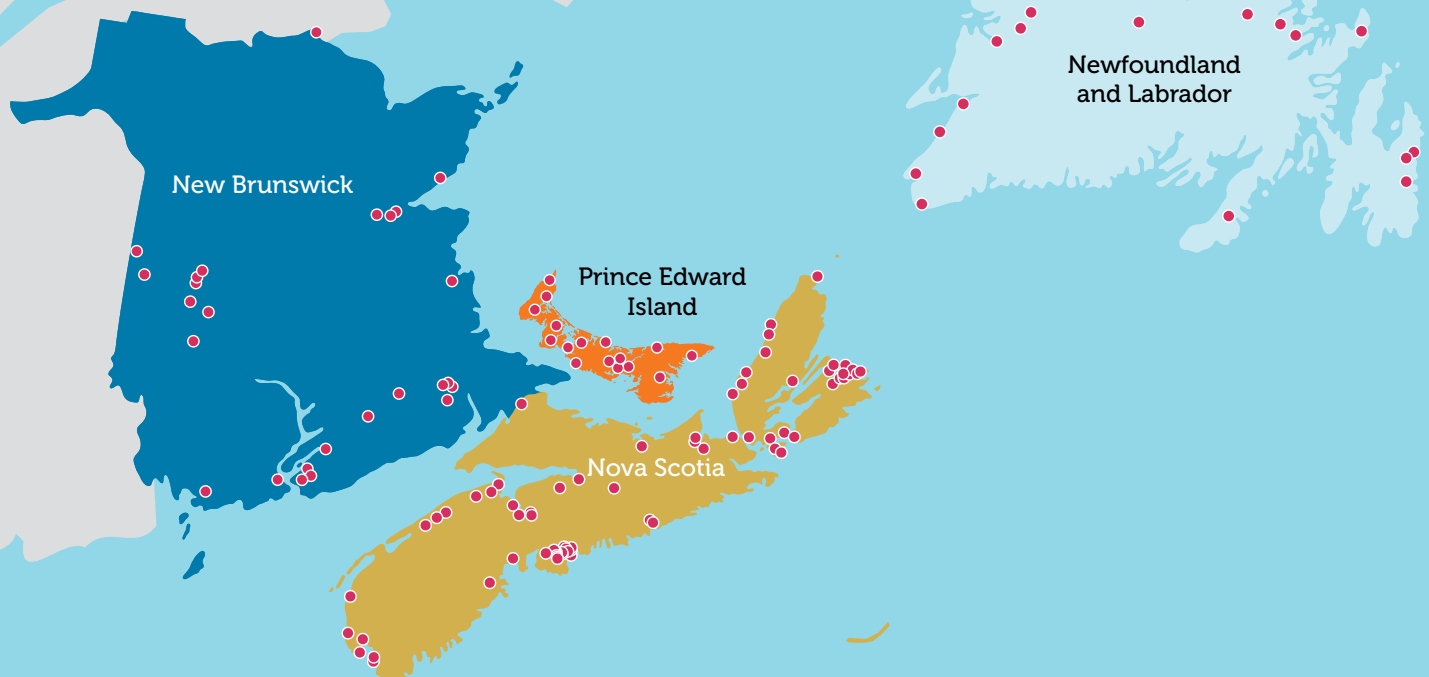 Newfoundland
and Labrador
New Brunswick
Prince Edward
Island
Nova Scotia